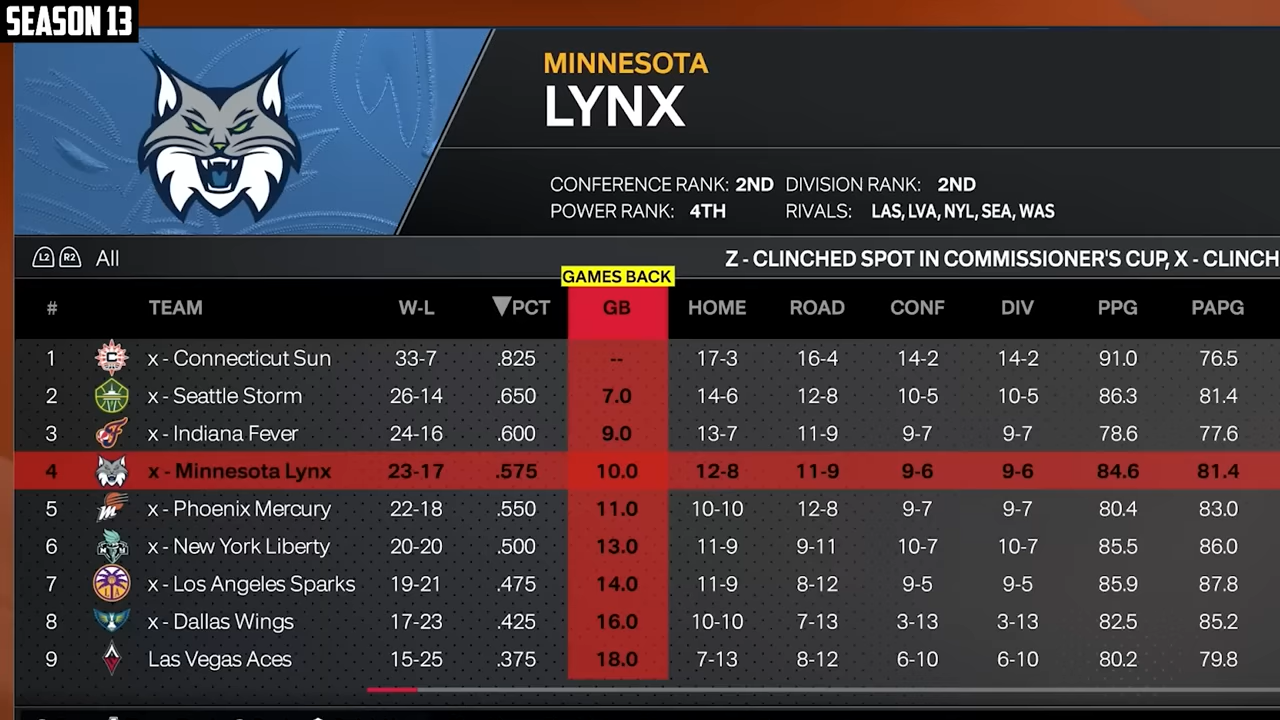 SEASON 13
MINNESOTA
LYNX
CONFERENCE RANK: 2ND DIVISION RANK: 2ND
POWER RANK: 4TH RIVALS: LAS, LVA, NYL, SEA, WAS
L2 R2 All Z - CLINCHED SPOT IN COMMISSIONER'S CUP, X - CLINCH
GAMES BACK
# TEAM W-L ▼PCT GB HOME ROAD CONF DIV PPG PAPG
1 x - Connecticut Sun 33-7 .825 -- 17-3 16-4 14-2 14-2 91.0 76.5
2 x - Seattle Storm 26-14 .650 7.0 14-6 12-8 10-5 10-5 86.3 81.4
3 x - Indiana Fever 24-16 .600 9.0 13-7 11-9 9-7 9-7 78.6 77.6
4 x - Minnesota Lynx 23-17 .575 10.0 12-8 11-9 9-6 9-6 84.6 81.4
5 x - Phoenix Mercury 22-18 .550 11.0 10-10 12-8 9-7 9-7 80.4 83.0
6 x - New York Liberty 20-20 .500 13.0 11-9 9-11 10-7 10-7 85.5 86.0
7 x - Los Angeles Sparks 19-21 .475 14.0 11-9 8-12 9-5 9-5 85.9 87.8
8 x - Dallas Wings 17-23 .425 16.0 10-10 7-13 3-13 3-13 82.5 85.2
9 Las Vegas Aces 15-25 .375 18.0 7-13 8-12 6-10 6-10 80.2 79.8